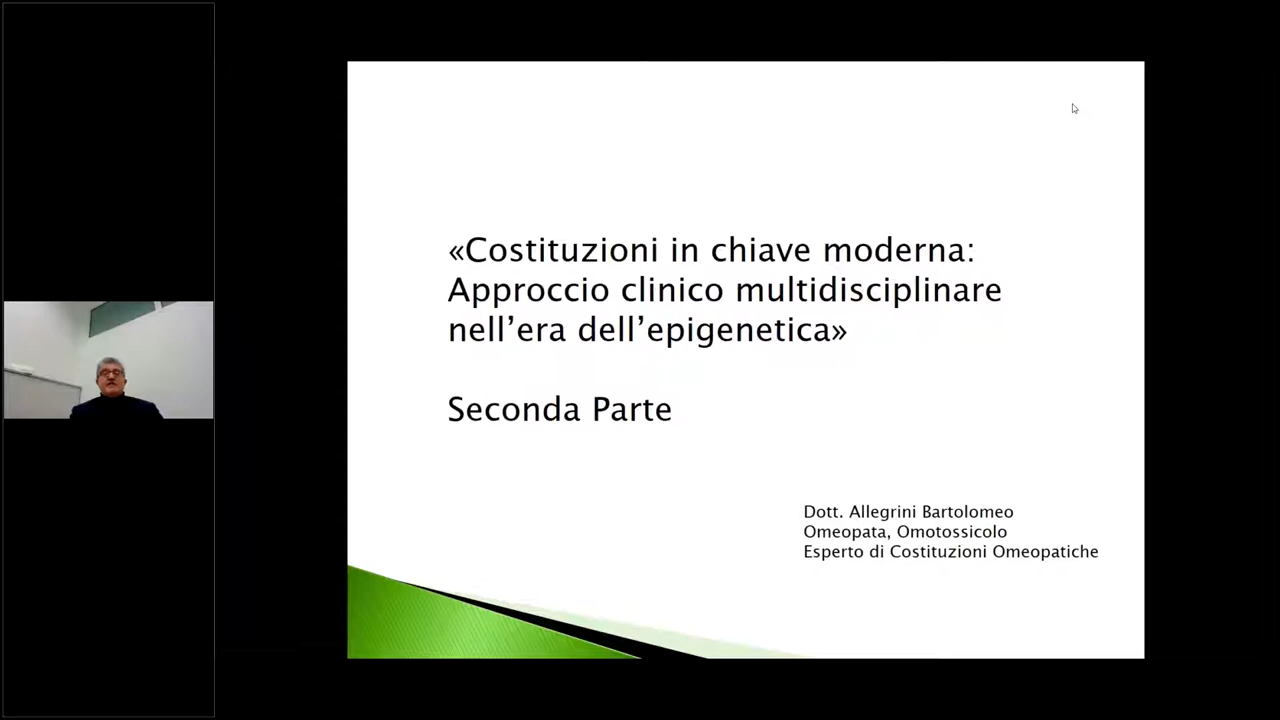 «Costituzioni in chiave moderna:
Approccio clinico multidisciplinare
nell’era dell’epigenetica»
Seconda Parte
Dott. Allegrini Bartolomeo
Omeopata, Omotossicolo
Esperto di Costituzioni Omeopatiche